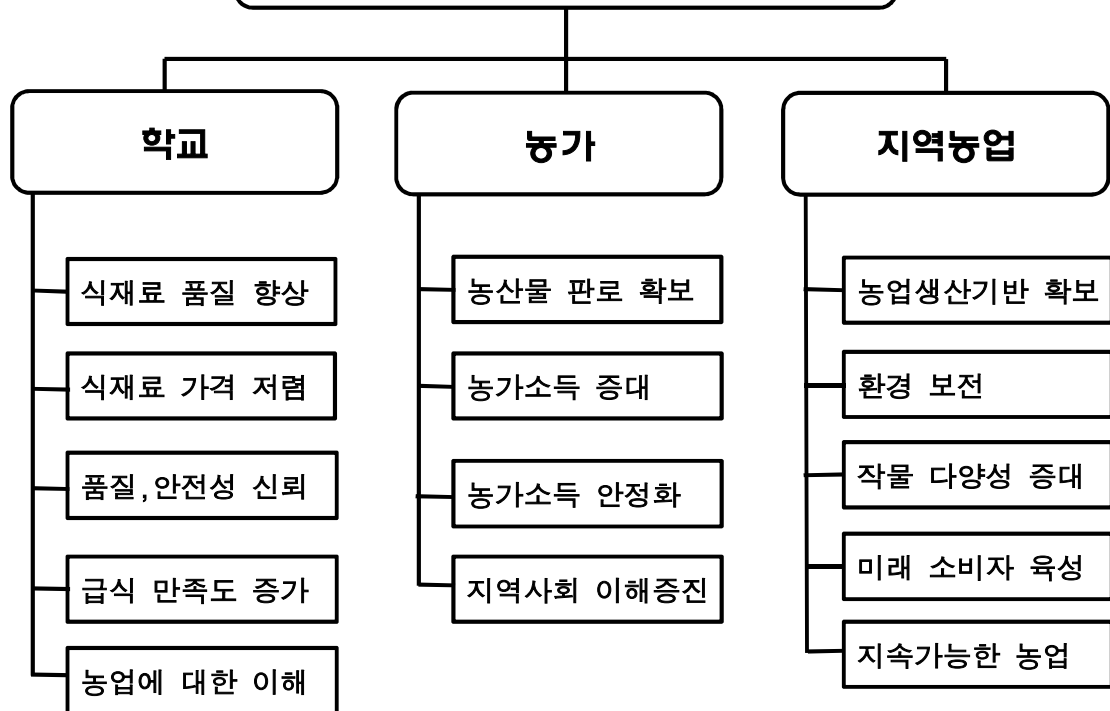 학교
농가
지역농업
식재료 품질 향상
식재료 가격 저렴
품질,안전성 신뢰
급식 만족도 증가
농업에 대한 이해
농산물 판로 확보
농가소득 증대
농가소득 안정화
지역사회 이해증진
농업생산기반 확보
환경 보전
작물 다양성 증대
미래 소비자 육성
지속가능한 농업